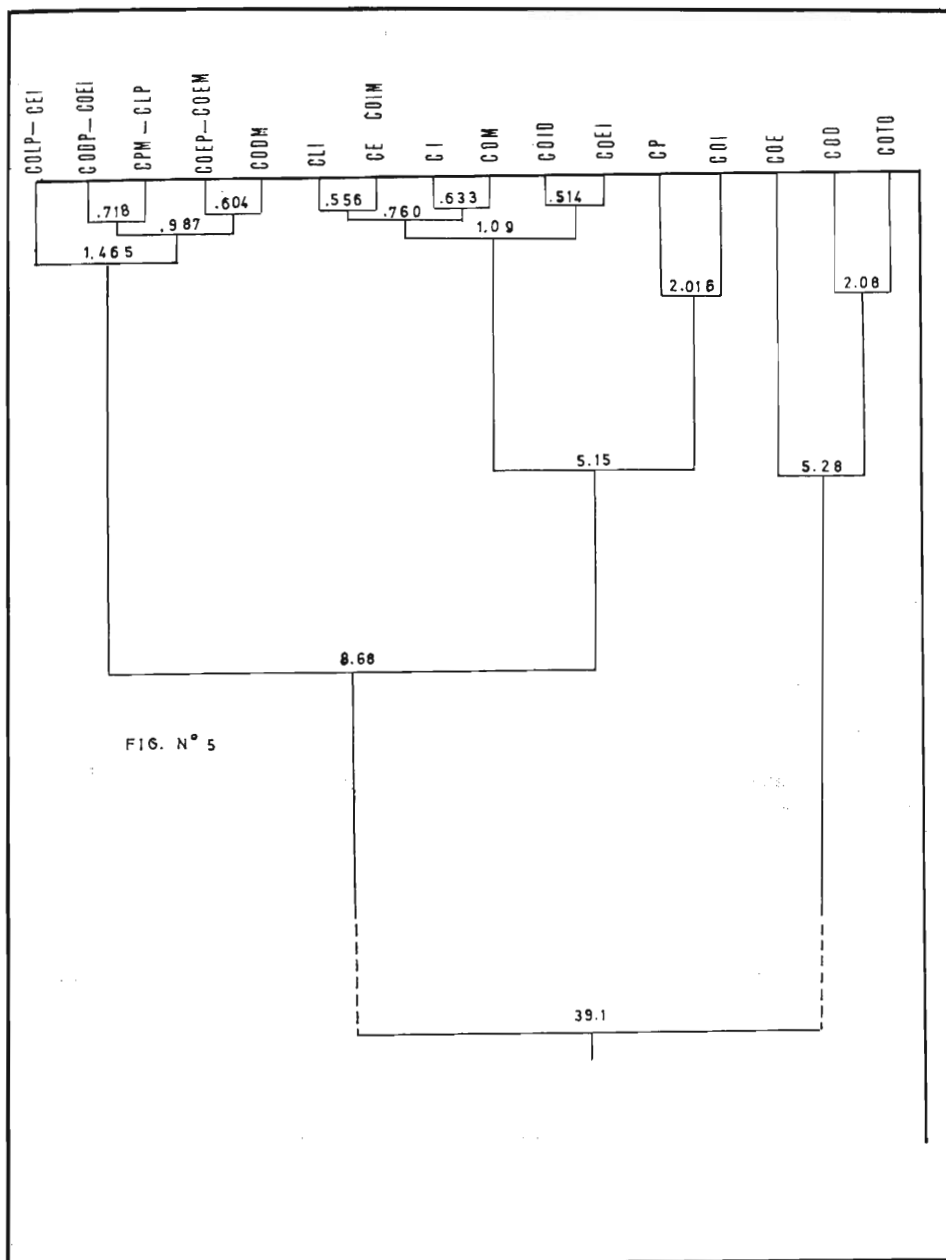 COLP-CEI
CODP-COEI
CPM-CLP
COEP-COEM
CODM
CLI
CE COIM
CI
COM
COID
COEI
CP
COI
COE
COD
COTO
.718
.604
.987
1.465
.556
.633
.514
.760
1.09
2.016
2.08
5.15
5.28
8.68
FIG. N° 5
39.1